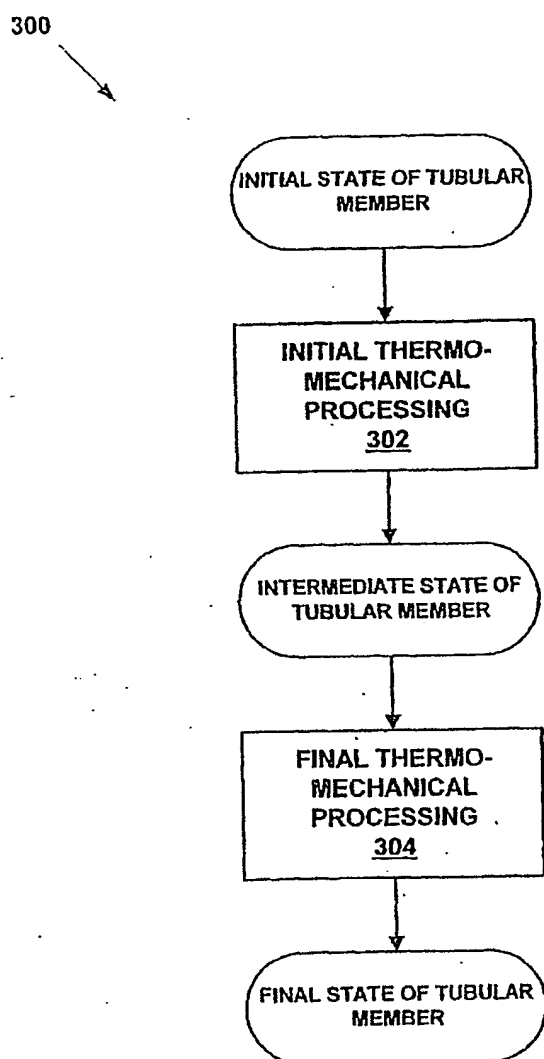 300
INITIAL STATE OF TUBULAR
MEMBER
INITIAL THERMO-
MECHANICAL
PROCESSING
302
INTERMEDIATE STATE OF
TUBULAR MEMBER
FINAL THERMO-
MECHANICAL
PROCESSING
304
FINAL STATE OF TUBULAR
MEMBER